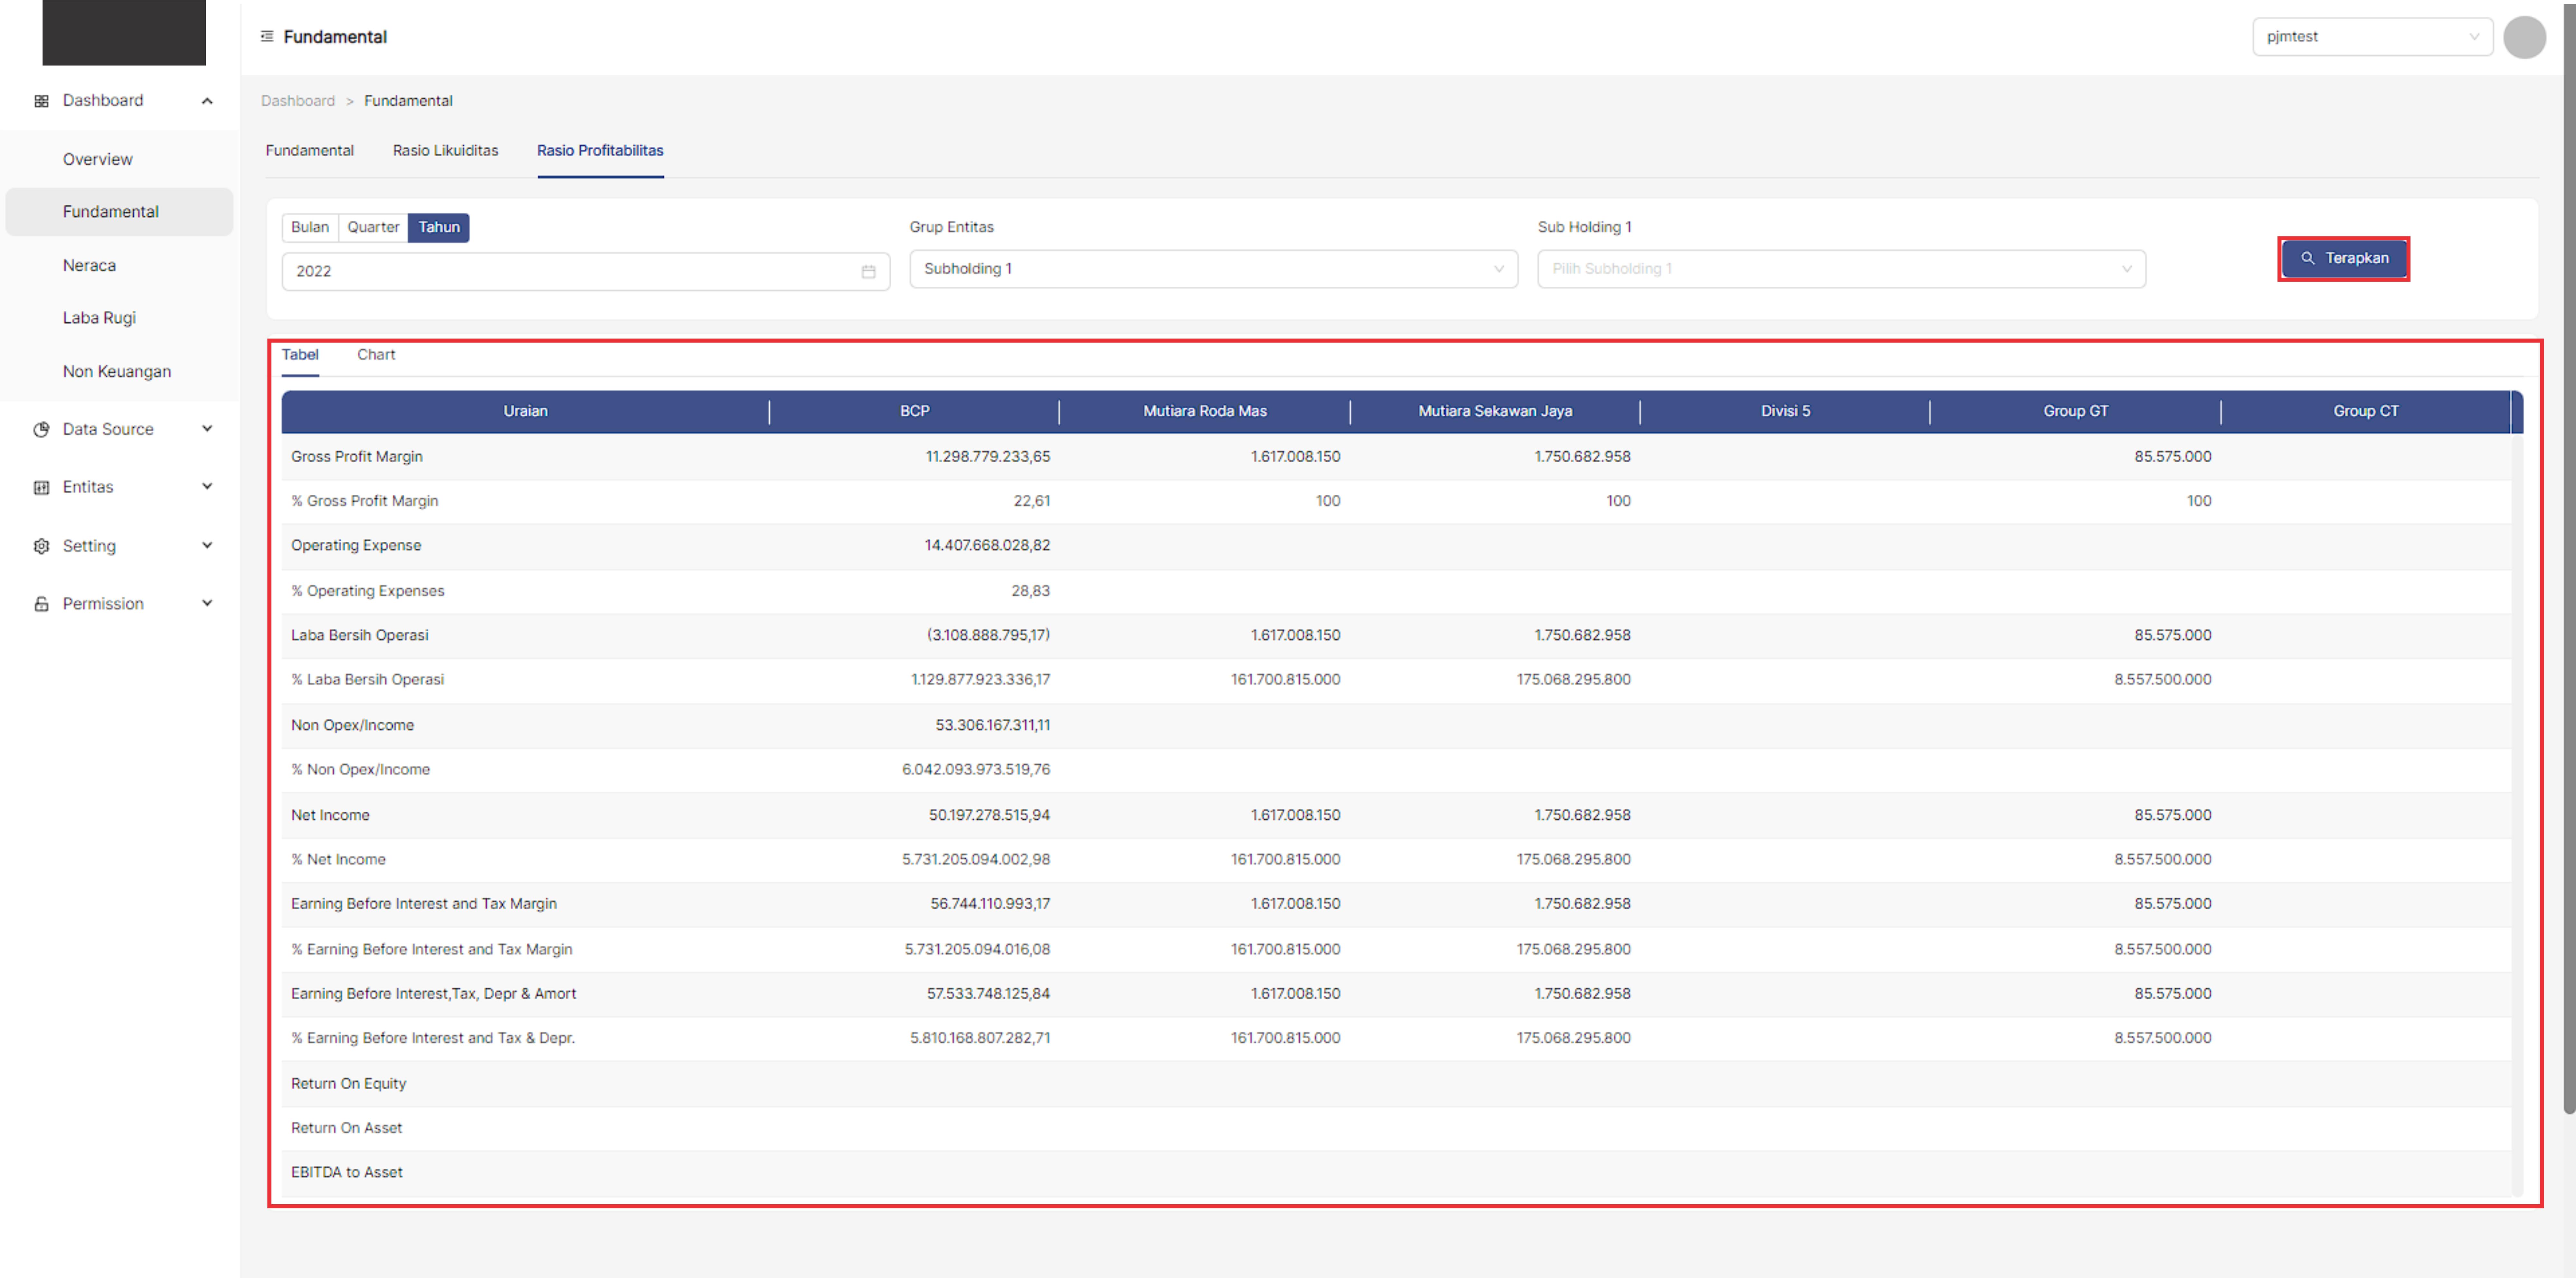 Fundamental
pjmtest
Dashboard
Overview
Fundamental
Neraca
Laba Rugi
Non Keuangan
Data Source
Entitas
Setting
Permission
Dashboard > Fundamental
Fundamental Rasio Likuiditas Rasio Profitabilitas
Bulan Quarter Tahun
2022
Grup Entitas
Subholding 1
Sub Holding 1
Pilih Subholding 1
Terapkan
Tabel Chart
Uraian BCP Mutiara Roda Mas Mutiara Sekawan Jaya Divisi 5 Group GT Group CT
Gross Profit Margin 11.298.779.233,65 1.617.008.150 1.750.682.958 85.575.000
% Gross Profit Margin 22,61 100 100 100
Operating Expense 14.407.668.028,82
% Operating Expenses 28,83
Laba Bersih Operasi (3.108.888.795,17) 1.617.008.150 1.750.682.958 85.575.000
% Laba Bersih Operasi 1.129.877.923.336,17 161.700.815.000 175.068.295.800 8.557.500.000
Non Opex/Income 53.306.167.311,11
% Non Opex/Income 6.042.093.973.519,76
Net Income 50.197.278.515,94 1.617.008.150 1.750.682.958 85.575.000
% Net Income 5.731.205.094.002,98 161.700.815.000 175.068.295.800 8.557.500.000
Earning Before Interest and Tax Margin 56.744.110.993,17 1.617.008.150 1.750.682.958 85.575.000
% Earning Before Interest and Tax Margin 5.731.205.094.016,08 161.700.815.000 175.068.295.800 8.557.500.000
Earning Before Interest,Tax, Depr & Amort 57.533.748.125,84 1.617.008.150 1.750.682.958 85.575.000
% Earning Before Interest and Tax & Depr. 5.810.168.807.282,71 161.700.815.000 175.068.295.800 8.557.500.000
Return On Equity
Return On Asset
EBITDA to Asset